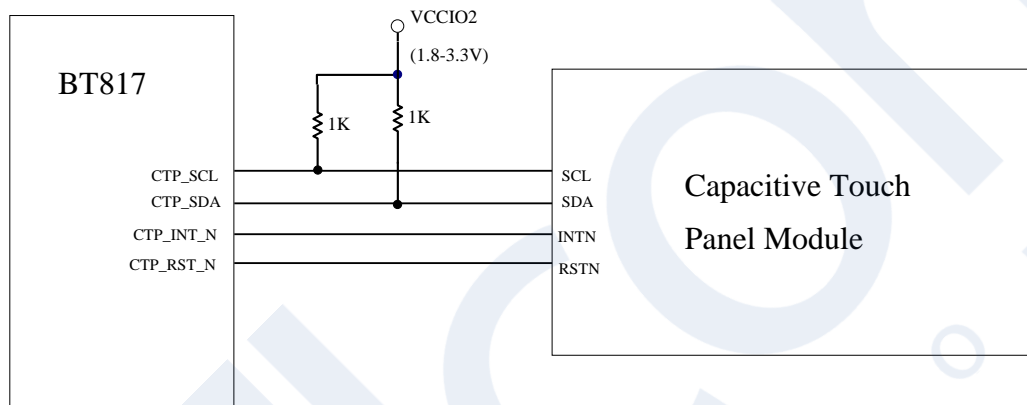 VCCIO2
(1.8-3.3V)
BT817
1K
1K
CTP_SCL
SCL
CTP_SDA
SDA
CTP_INT_N
INTN
CTP_RST_N
RSTN
Capacitive Touch
Panel Module